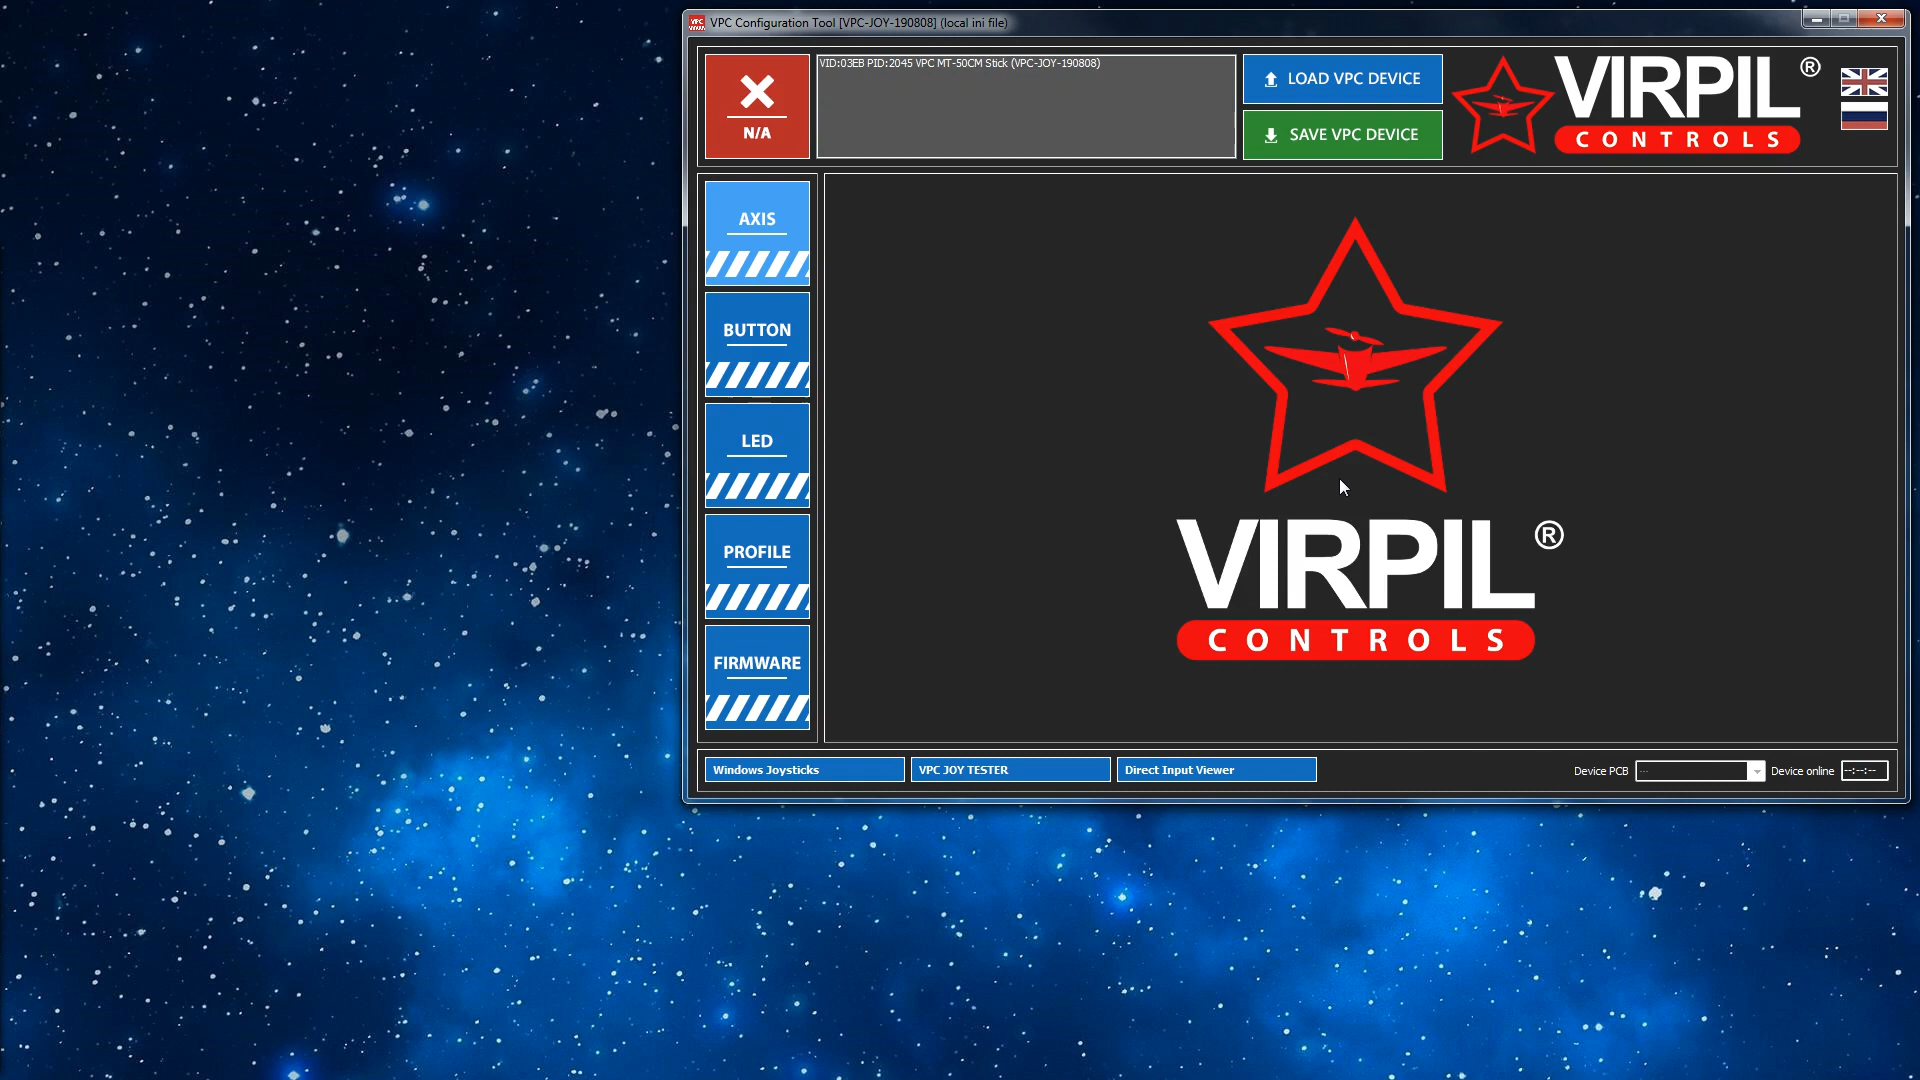 VPC Configuration Tool [VPC-JOY-190808] (local ini file)
N/A
VID:03EB PID:2045 VPC MT-50CM Stick (VPC-JOY-190808)
LOAD VPC DEVICE
SAVE VPC DEVICE
VIRPIL ®
CONTROLS
AXIS
BUTTON
LED
PROFILE
FIRMWARE
VIRPIL ®
CONTROLS
Windows Joysticks
VPC JOY TESTER
Direct Input Viewer
Device PCB
---
Device online
--:--:--